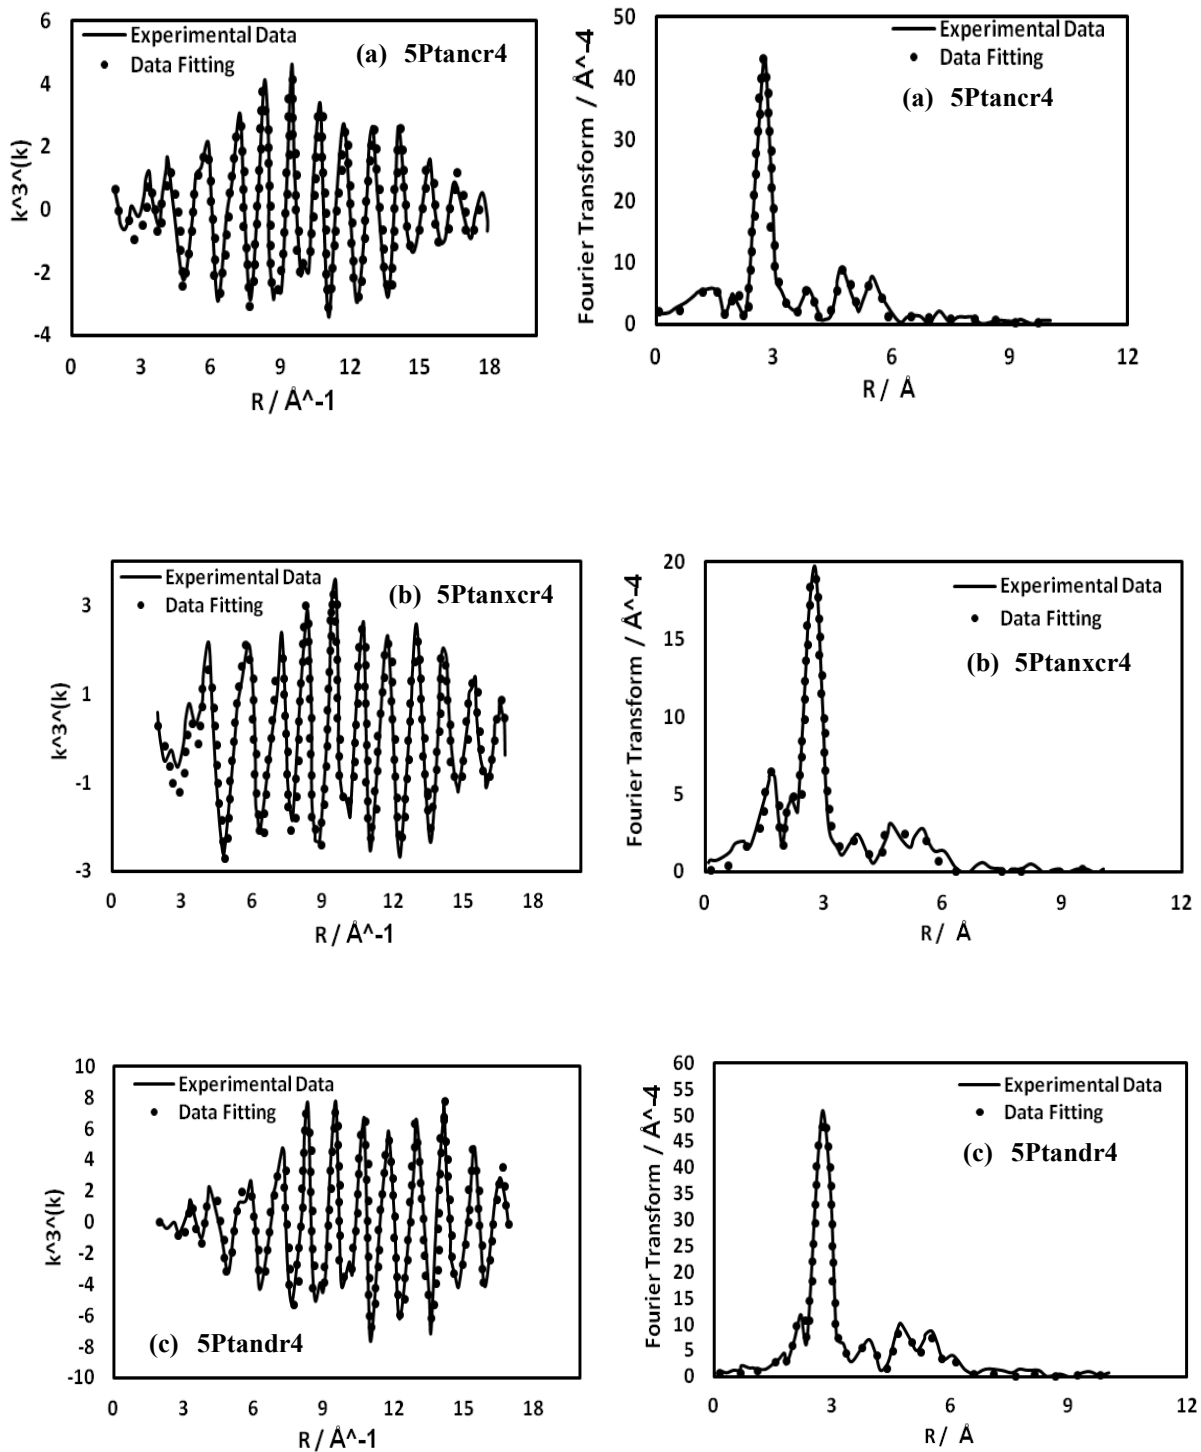 6
4
2
0
-2
-4
k^3^(k)
Experimental Data
Data Fitting
(a) 5Ptancr4
0 3 6 9 12 15 18
R / Å^-1
50
40
30
20
10
0
Fourier Transform / Å^-4
Experimental Data
Data Fitting
(a) 5Ptancr4
0 3 6 9 12
R / Å
3
1
-1
-3
k^3^(k)
Experimental Data
Data Fitting
(b) 5Ptanxcr4
0 3 6 9 12 15 18
R / Å^-1
20
15
10
5
0
Fourier Transform / Å^-4
Experimental Data
Data Fitting
(b) 5Ptanxcr4
0 3 6 9 12
R / Å
10
8
6
4
2
0
-2
-4
-6
-8
-10
k^3^(k)
Experimental Data
Data Fitting
(c) 5Ptandr4
0 3 6 9 12 15 18
R / Å^-1
60
55
50
45
40
35
30
25
20
15
10
5
0
Fourier Transform / Å^-4
Experimental Data
Data Fitting
(c) 5Ptandr4
0 3 6 9 12
R / Å